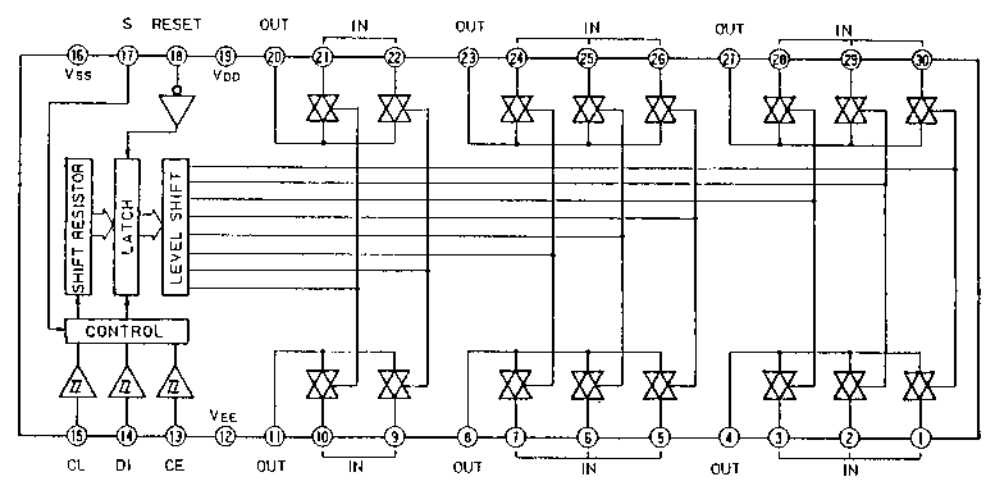 S RESET OUT IN OUT IN OUT IN
16 17 18 19 20 21 22 23 24 25 26 27 28 29 30
VSS VDD
SHIFT RESISTOR
LATCH
LEVEL SHIFT
CONTROL
VEE
15 14 13 12 11 10 9 8 7 6 5 4 3 2 1
CL DI CE OUT IN OUT IN OUT IN